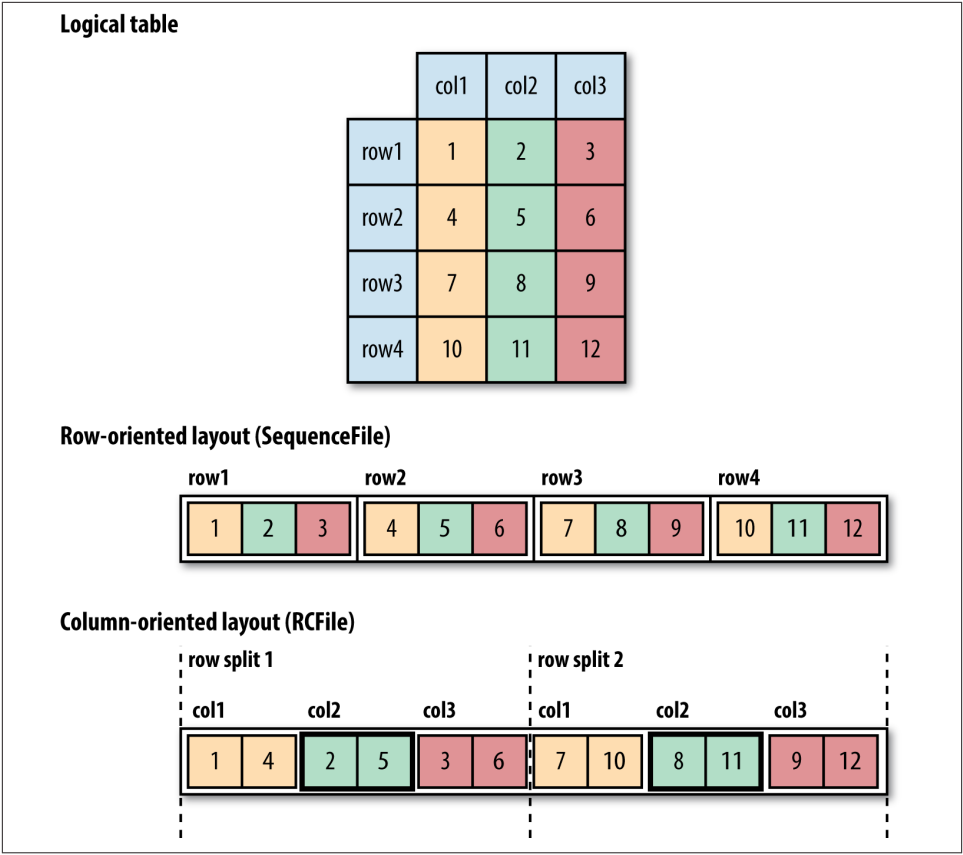 Logical table
col1 col2 col3
row1 1 2 3
row2 4 5 6
row3 7 8 9
row4 10 11 12
Row-oriented layout (SequenceFile)
row1 row2 row3 row4
1 2 3 4 5 6 7 8 9 10 11 12
Column-oriented layout (RCFile)
row split 1 row split 2
col1 col2 col3 col1 col2 col3
1 4 2 5 3 6 7 10 8 11 9 12